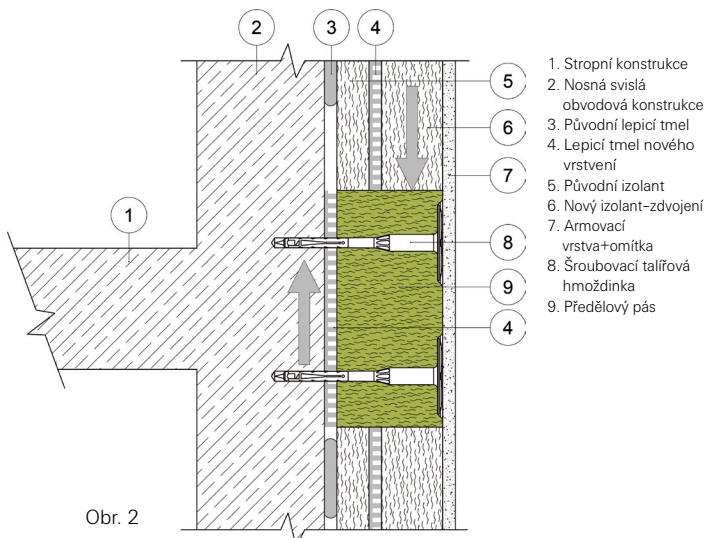 2
3
4
5
6
7
1
8
9
4
Obr. 2
1. Stropní konstrukce
2. Nosná svislá
obvodová konstrukce
3. Původní lepicí tmel
4. Lepicí tmel nového
vrstvení
5. Původní izolant
6. Nový izolant–zdvojení
7. Armovací
vrstva+omítka
8. Šroubovací talířová
hmoždinka
9. Předělový pás